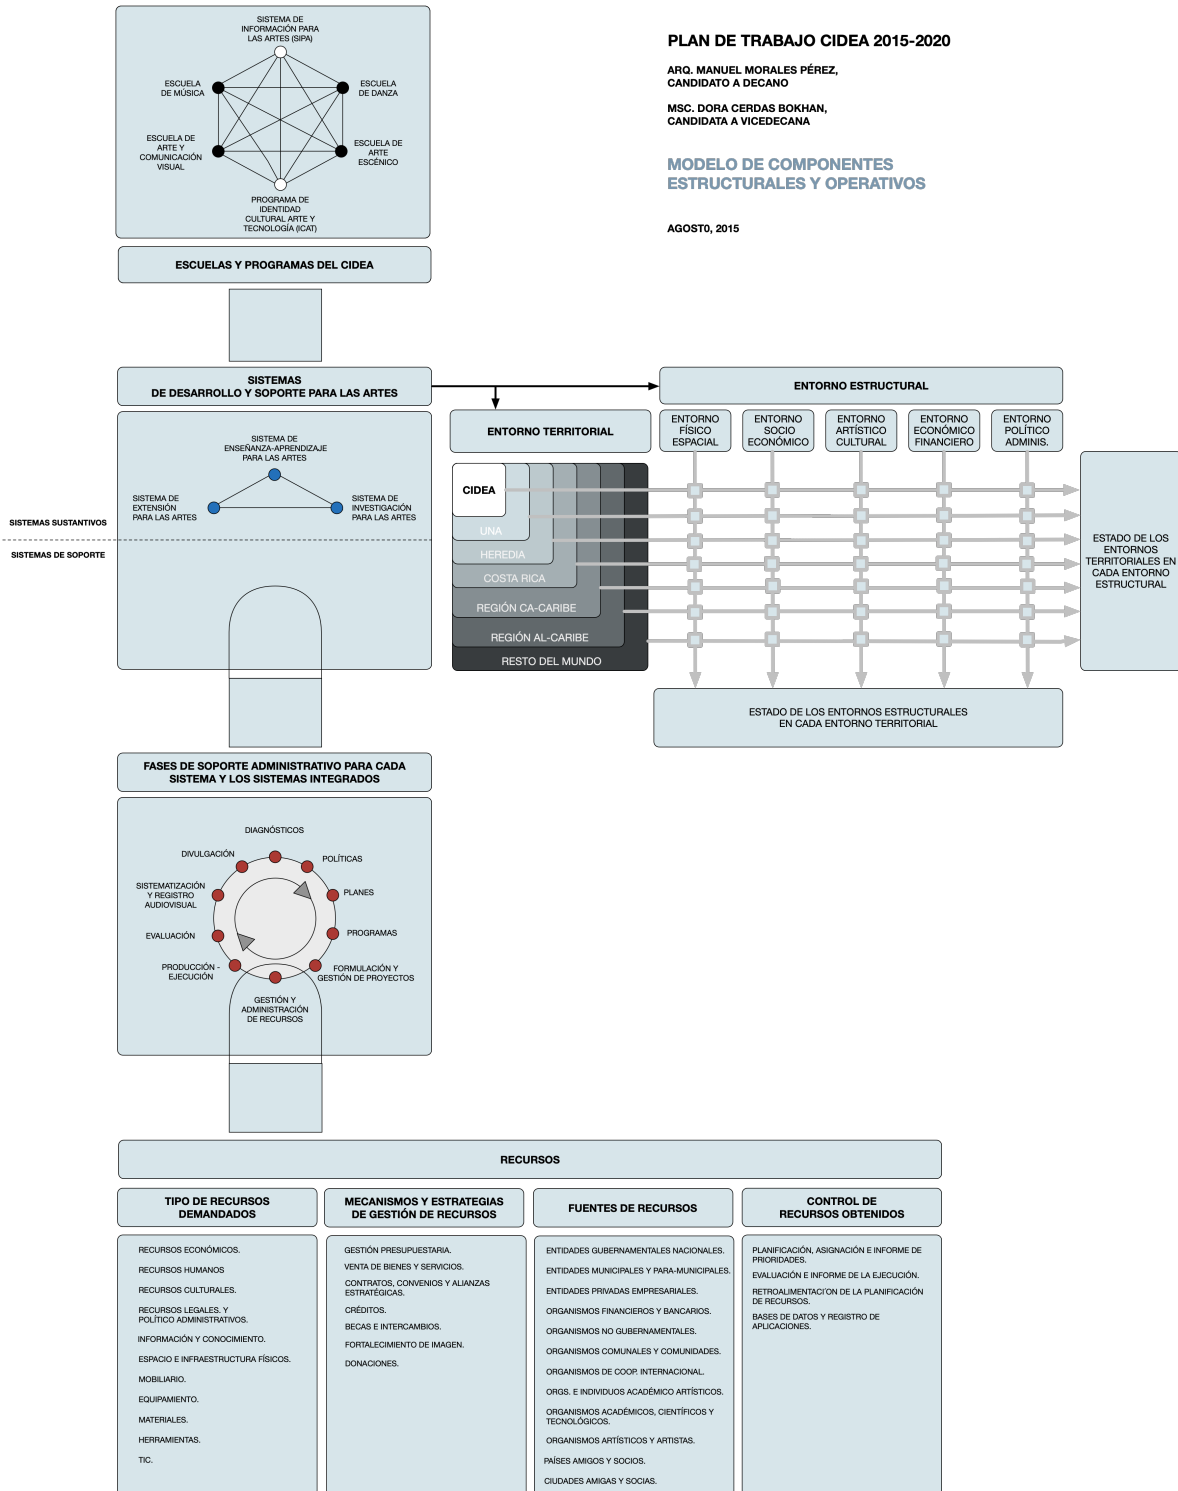 SISTEMA DE
INFORMACIÓN PARA
LAS ARTES (SIPA)
ESCUELA
DE MÚSICA
ESCUELA
DE DANZA
ESCUELA DE
ARTE Y
COMUNICACIÓN
VISUAL
ESCUELA DE
ARTE
ESCÉNICO
PROGRAMA DE
IDENTIDAD
CULTURAL ARTE Y
TECNOLOGÍA (ICAT)
PLAN DE TRABAJO CIDEA 2015-2020
ARQ. MANUEL MORALES PÉREZ,
CANDIDATO A DECANO
MSC. DORA CERDAS BOKHAN,
CANDIDATA A VICEDECANA
MODELO DE COMPONENTES
ESTRUCTURALES Y OPERATIVOS
AGOST0, 2015
ESCUELAS Y PROGRAMAS DEL CIDEA
SISTEMAS
DE DESARROLLO Y SOPORTE PARA LAS ARTES
SISTEMA DE
ENSEÑANZA-APRENDIZAJE
PARA LAS ARTES
SISTEMA DE
EXTENSIÓN
PARA LAS ARTES
SISTEMA DE
INVESTIGACIÓN
PARA LAS ARTES
SISTEMAS SUSTANTIVOS
SISTEMAS DE SOPORTE
ENTORNO ESTRUCTURAL
ENTORNO TERRITORIAL
ENTORNO
FÍSICO
ESPACIAL
ENTORNO
SOCIO
ECONÓMICO
ENTORNO
ARTÍSTICO
CULTURAL
ENTORNO
ECONÓMICO
FINANCIERO
ENTORNO
POLÍTICO
ADMINIS.
CIDEA
UNA
HEREDIA
COSTA RICA
REGIÓN CA-CARIBE
REGIÓN AL-CARIBE
RESTO DEL MUNDO
ESTADO DE LOS
ENTORNOS
TERRITORIALES EN
CADA ENTORNO
ESTRUCTURAL
ESTADO DE LOS ENTORNOS ESTRUCTURALES
EN CADA ENTORNO TERRITORIAL
FASES DE SOPORTE ADMINISTRATIVO PARA CADA
SISTEMA Y LOS SISTEMAS INTEGRADOS
DIAGNÓSTICOS
DIVULGACIÓN
POLÍTICAS
SISTEMATIZACIÓN
Y REGISTRO
AUDIOVISUAL
PLANES
EVALUACIÓN
PROGRAMAS
PRODUCCIÓN -
EJECUCIÓN
FORMULACIÓN Y
GESTIÓN DE PROYECTOS
GESTIÓN Y
ADMINISTRACIÓN
DE RECURSOS
RECURSOS
TIPO DE RECURSOS
DEMANDADOS
RECURSOS ECONÓMICOS.
RECURSOS HUMANOS
RECURSOS CULTURALES.
RECURSOS LEGALES. Y
POLÍTICO ADMINISTRATIVOS.
INFORMACIÓN Y CONOCIMIENTO.
ESPACIO E INFRAESTRUCTURA FÍSICOS.
MOBILIARIO.
EQUIPAMIENTO.
MATERIALES.
HERRAMIENTAS.
TIC.
MECANISMOS Y ESTRATEGIAS
DE GESTIÓN DE RECURSOS
GESTIÓN PRESUPUESTARIA.
VENTA DE BIENES Y SERVICIOS.
CONTRATOS, CONVENIOS Y ALIANZAS
ESTRATÉGICAS.
CRÉDITOS.
BECAS E INTERCAMBIOS.
FORTALECIMIENTO DE IMAGEN.
DONACIONES.
FUENTES DE RECURSOS
ENTIDADES GUBERNAMENTALES NACIONALES.
ENTIDADES MUNICIPALES Y PARA-MUNICIPALES.
ENTIDADES PRIVADAS EMPRESARIALES.
ORGANISMOS FINANCIEROS Y BANCARIOS.
ORGANISMOS NO GUBERNAMENTALES.
ORGANISMOS COMUNALES Y COMUNIDADES.
ORGANISMOS DE COOP. INTERNACIONAL.
ORGS. E INDIVIDUOS ACADÉMICO ARTÍSTICOS.
ORGANISMOS ACADÉMICOS, CIENTÍFICOS Y
TECNOLÓGICOS.
ORGANISMOS ARTÍSTICOS Y ARTISTAS.
PAÍSES AMIGOS Y SOCIOS.
CIUDADES AMIGAS Y SOCIAS.
CONTROL DE
RECURSOS OBTENIDOS
PLANIFICACIÓN, ASIGNACIÓN E INFORME DE
PRIORIDADES.
EVALUACIÓN E INFORME DE LA EJECUCIÓN.
RETROALIMENTACI´ON DE LA PLANIFICACIÓN
DE RECURSOS.
BASES DE DATOS Y REGISTRO DE
APLICACIONES.